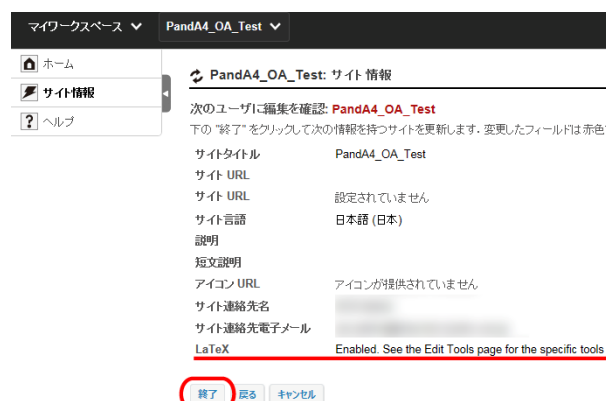 マイワークスペース PandA4_OA_Test
ホーム
サイト情報
? ヘルプ
PandA4_OA_Test: サイト情報
次のユーザに編集を確認: PandA4_OA_Test
下の "終了" をクリックして次の情報を持つサイトを更新します. 変更したフィールドは赤色
サイトタイトル PandA4_OA_Test
サイト URL
サイト URL 設定されていません
サイト言語 日本語 (日本)
説明
短文説明
アイコン URL アイコンが提供されていません
サイト連絡先名
サイト連絡先電子メール
LaTeX Enabled. See the Edit Tools page for the specific tools
終了 戻る キャンセル